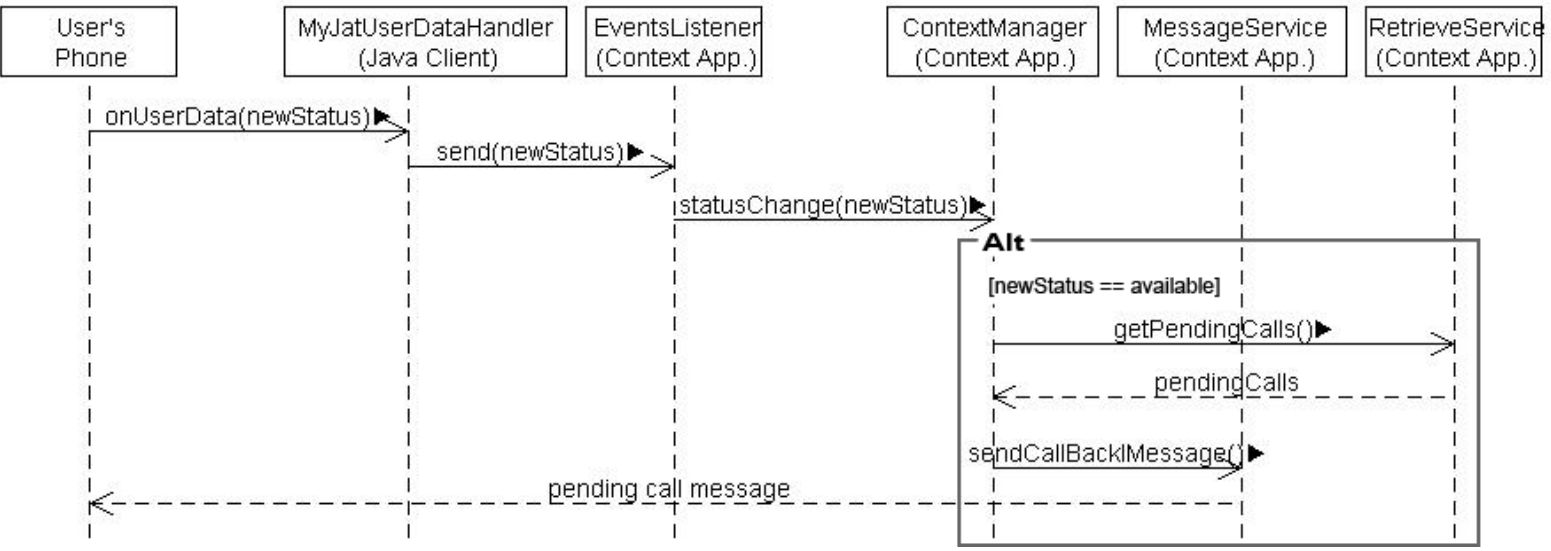 User's
Phone
MyJatUserDataHandler
(Java Client)
EventsListener
(Context App.)
ContextManager
(Context App.)
MessageService
(Context App.)
RetrieveService
(Context App.)
onUserData(newStatus)
send(newStatus)
statusChange(newStatus)
Alt
[newStatus == available]
getPendingCalls()
pendingCalls
sendCallBacklMessage()
pending call message